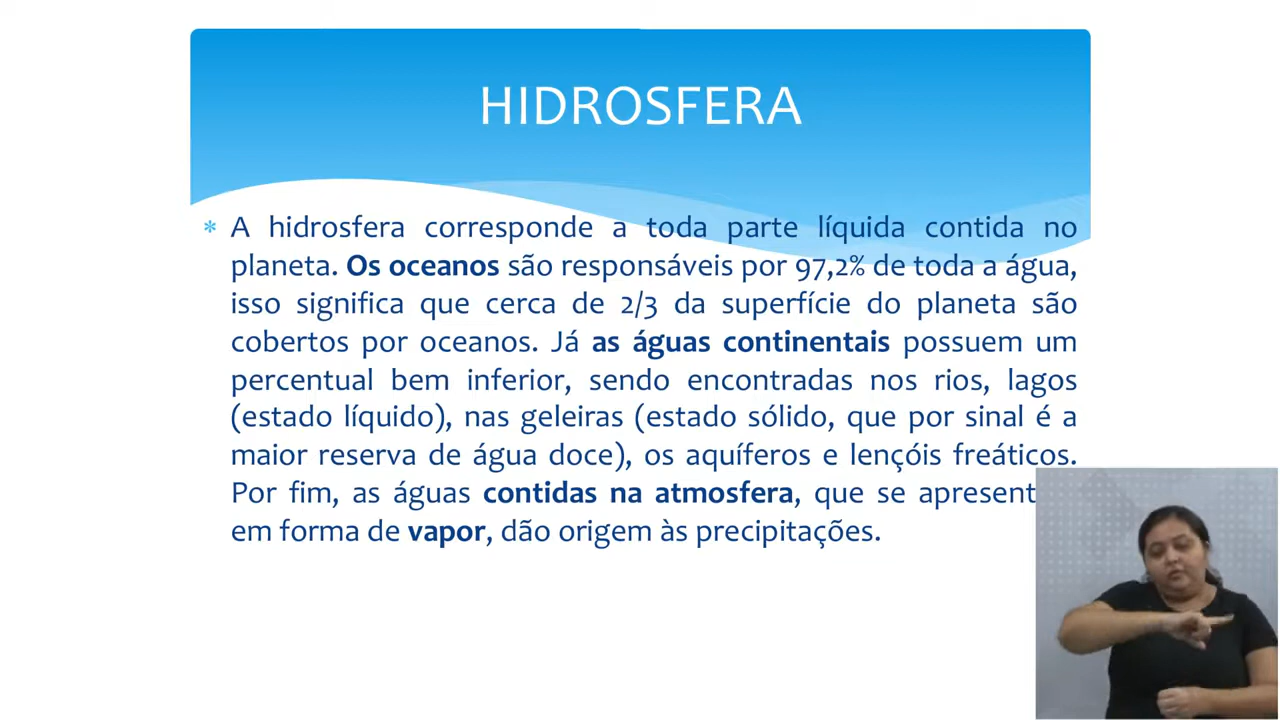 HIDROSFERA
* A hidrosfera corresponde a toda parte líquida contida no
planeta. Os oceanos são responsáveis por 97,2% de toda a água,
isso significa que cerca de 2/3 da superfície do planeta são
cobertos por oceanos. Já as águas continentais possuem um
percentual bem inferior, sendo encontradas nos rios, lagos
(estado líquido), nas geleiras (estado sólido, que por sinal é a
maior reserva de água doce), os aquíferos e lençóis freáticos.
Por fim, as águas contidas na atmosfera, que se apresent
em forma de vapor, dão origem às precipitações.